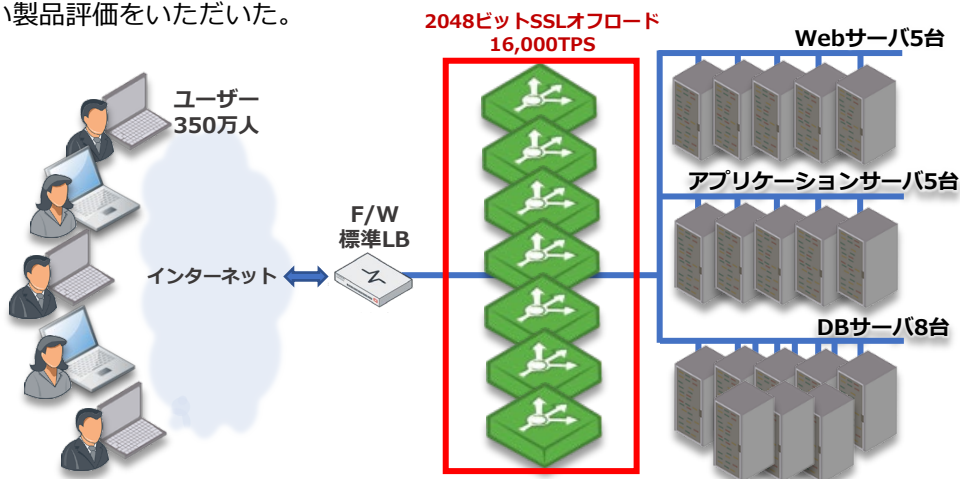 い製品評価をいただいた。
2048ビットSSLオフロード
16,000TPS
Webサーバ5台
ユーザー
350万人
アプリケーションサーバ5台
F/W
標準LB
インターネット
DBサーバ8台